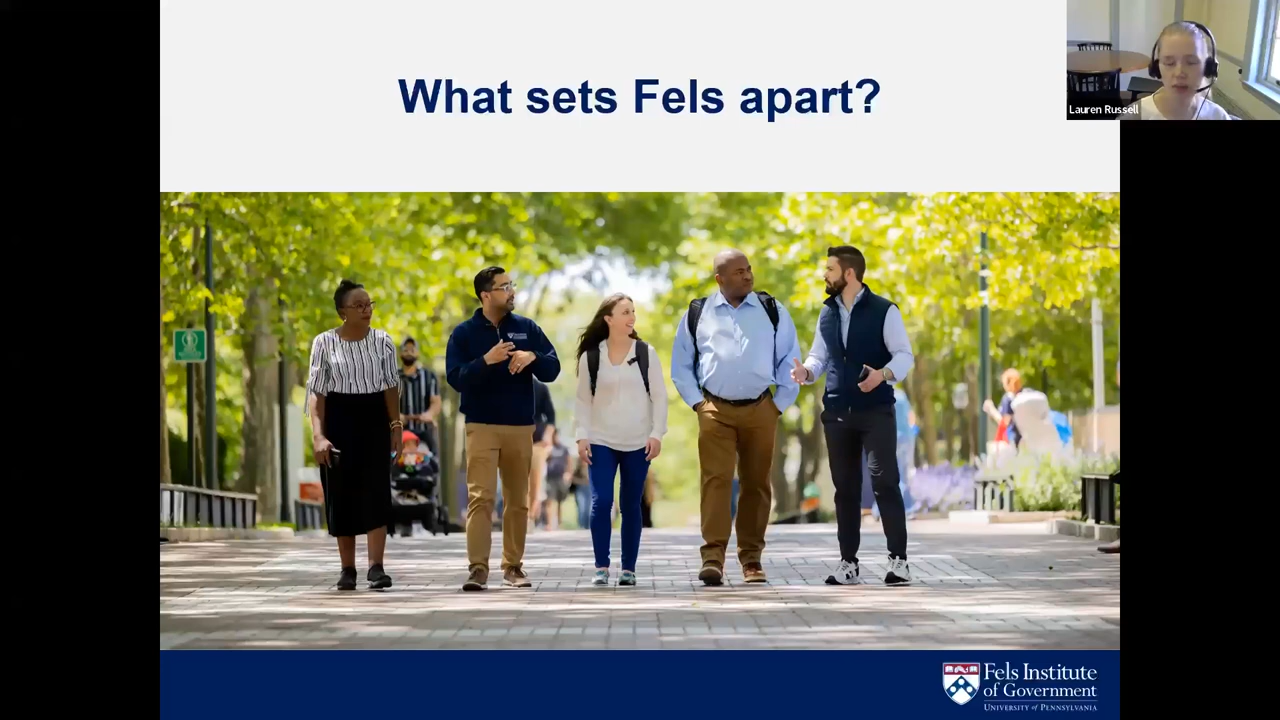 What sets Fels apart?
Lauren Russell
Fels Institute
of Government
UNIVERSITY of PENNSYLVANIA